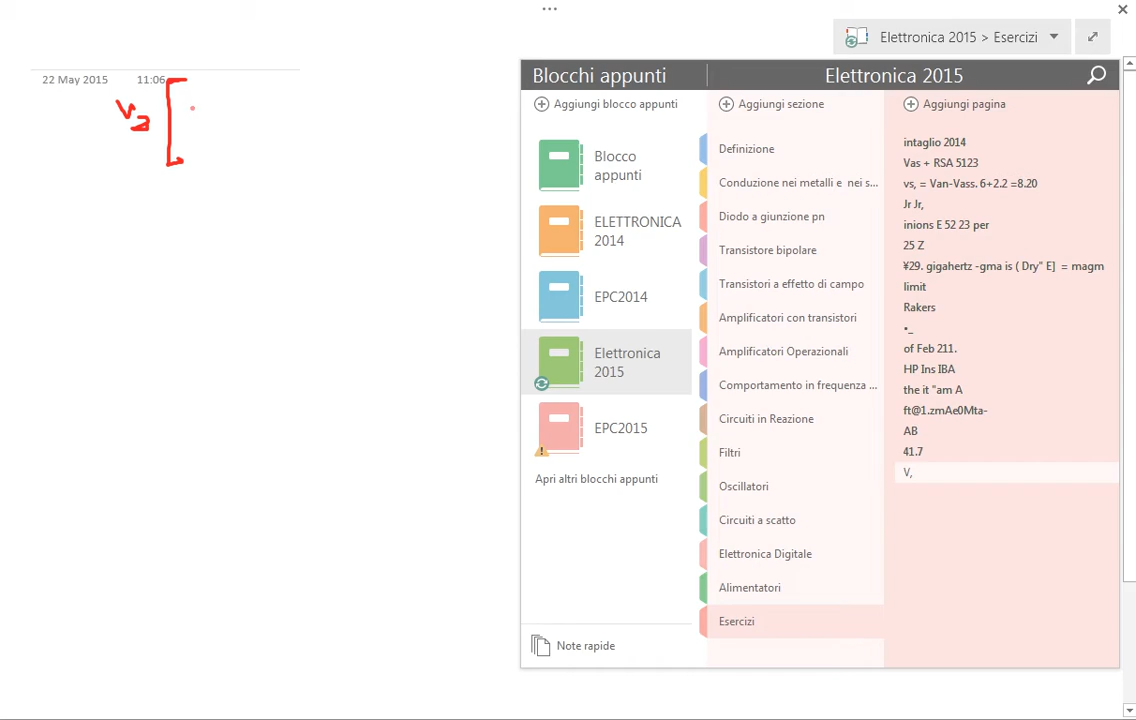 Elettronica 2015 > Esercizi
22 May 2015 11:06
V2 [
Blocchi appunti
Aggiungi blocco appunti
Blocco appunti
ELETTRONICA 2014
EPC2014
Elettronica 2015
EPC2015
Apri altri blocchi appunti
Note rapide
Elettronica 2015
Aggiungi sezione
Definizione
Conduzione nei metalli e nei s...
Diodo a giunzione pn
Transistore bipolare
Transistori a effetto di campo
Amplificatori con transistori
Amplificatori Operazionali
Comportamento in frequenza ...
Circuiti in Reazione
Filtri
Oscillatori
Circuiti a scatto
Elettronica Digitale
Alimentatori
Esercizi
Aggiungi pagina
intaglio 2014
Vas + RSA 5123
vs, = Van-Vass. 6+2.2 =8.20
Jr Jr,
inions E 52 23 per
25 Z
¥29. gigahertz -gma is ( Dry" E] = magm
limit
Rakers
•_
of Feb 211.
HP Ins IBA
the it "am A
ft@1.zmAe0Mta-
AB
41.7
V,